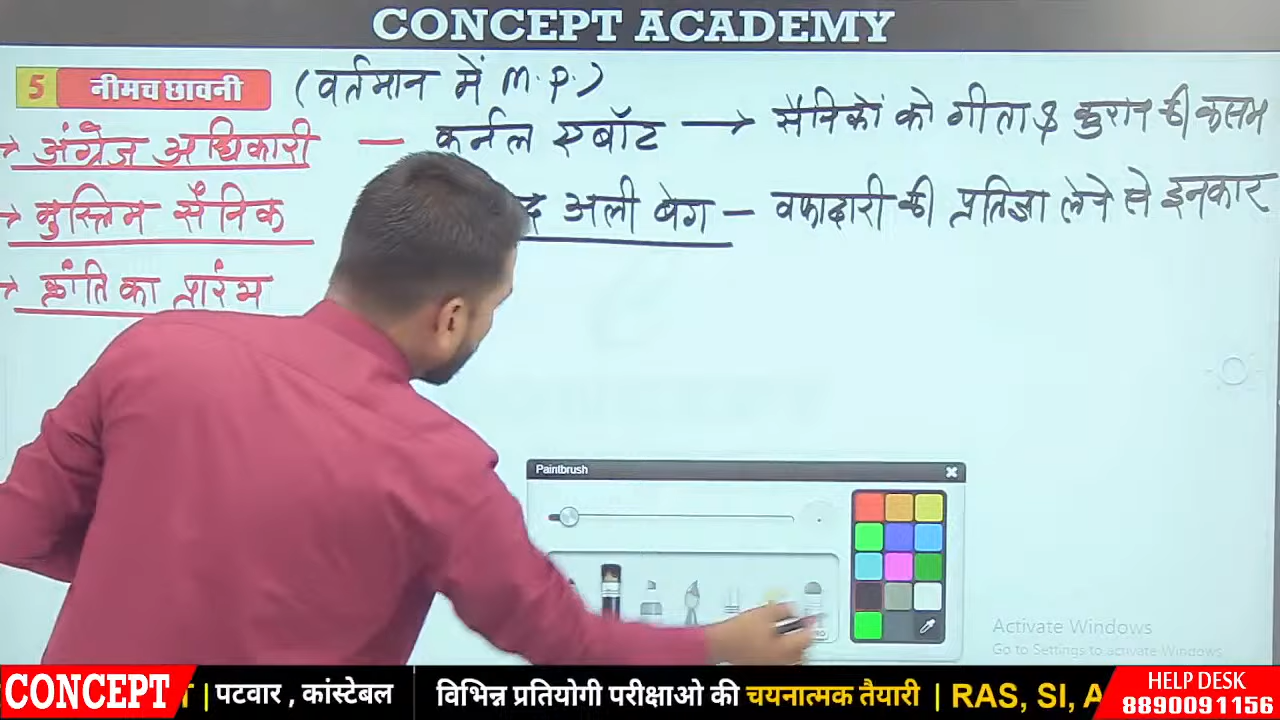 CONCEPT ACADEMY
5 नीमच छावनी (वर्तमान में M.P.)
→ अंग्रेज अधिकारी — कर्नल एबॉट → सैनिकों को गीता & कुरान की कसम
→ मुस्लिम सैनिक अली बेग – वफादारी की प्रतिज्ञा लेने से इनकार
→ क्रांति का प्रारंभ
Paintbrush
Activate Windows
Go to Settings to activate Windows.
CONCEPT | पटवार , कांस्टेबल विभिन्न प्रतियोगी परीक्षाओ की चयनात्मक तैयारी | RAS, SI, A
HELP DESK
8890091156